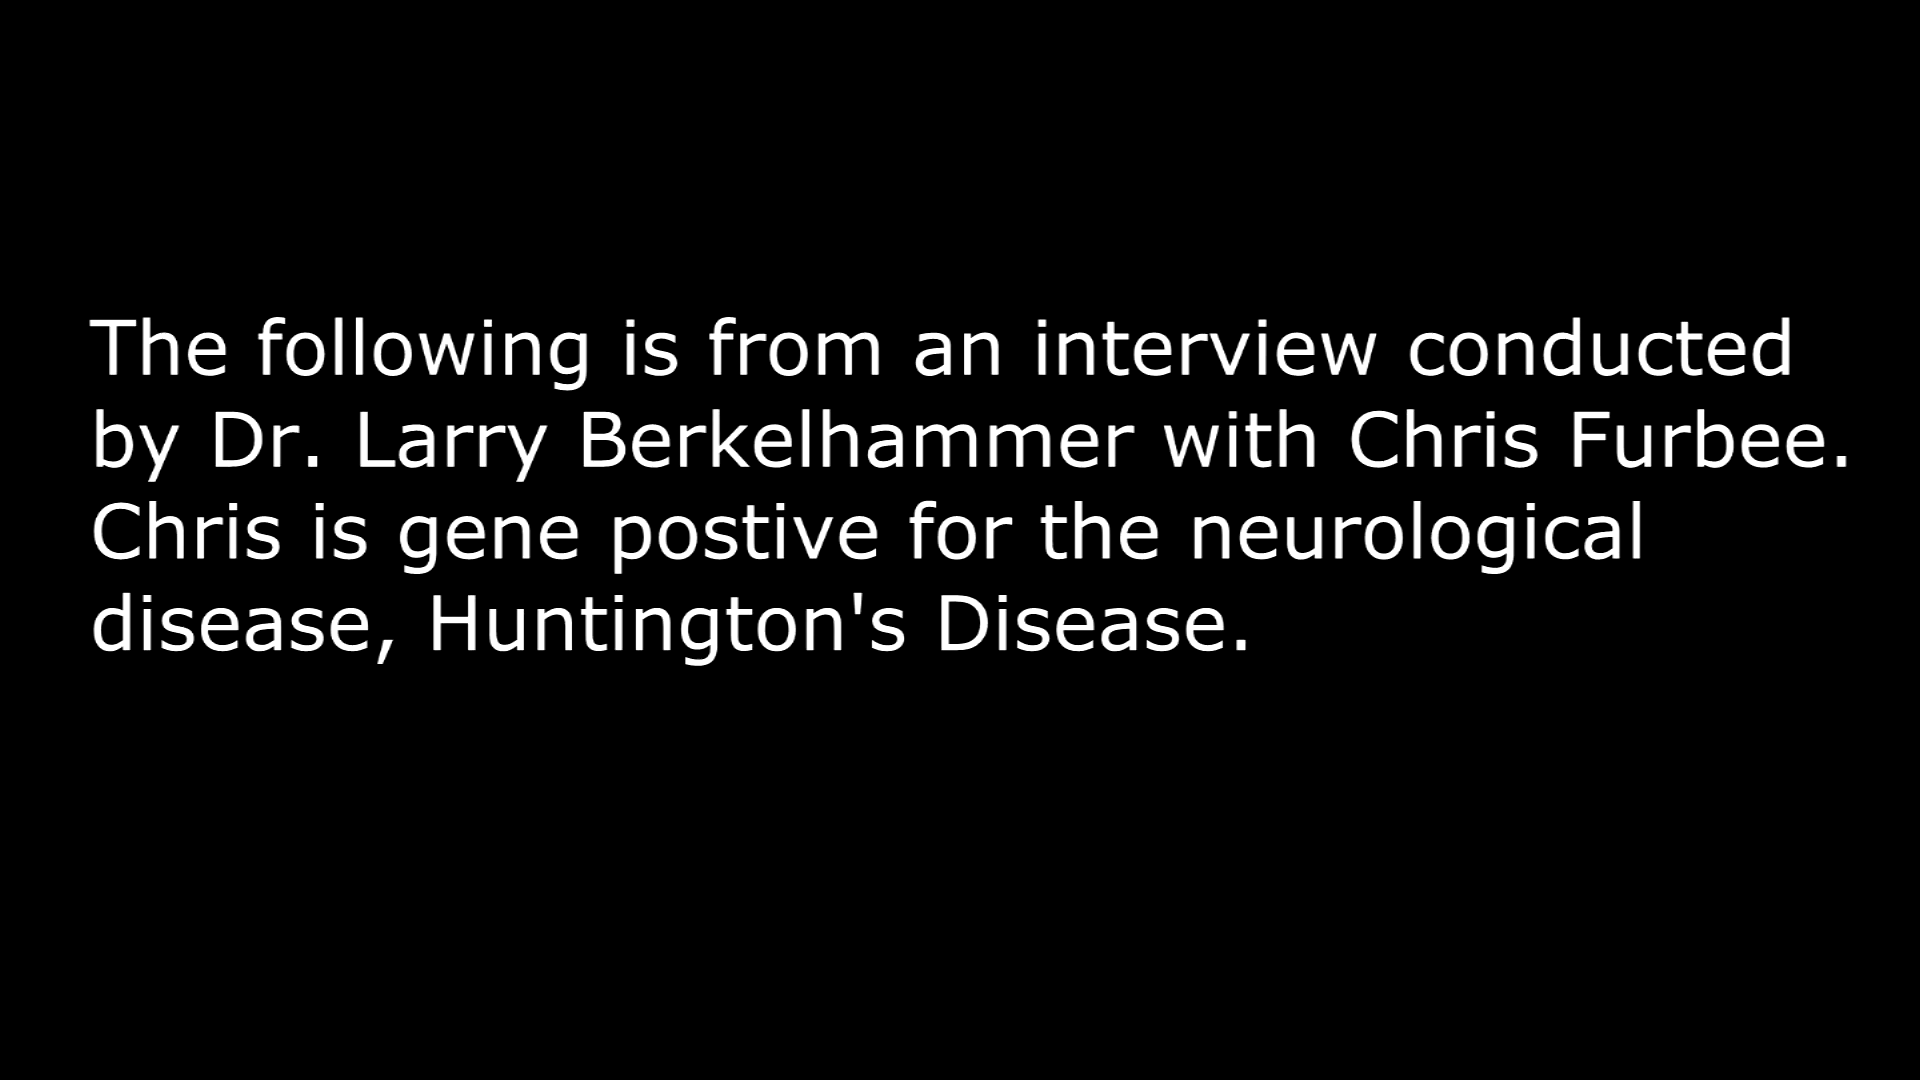 The following is from an interview conducted
by Dr. Larry Berkelhammer with Chris Furbee.
Chris is gene postive for the neurological
disease, Huntington's Disease.